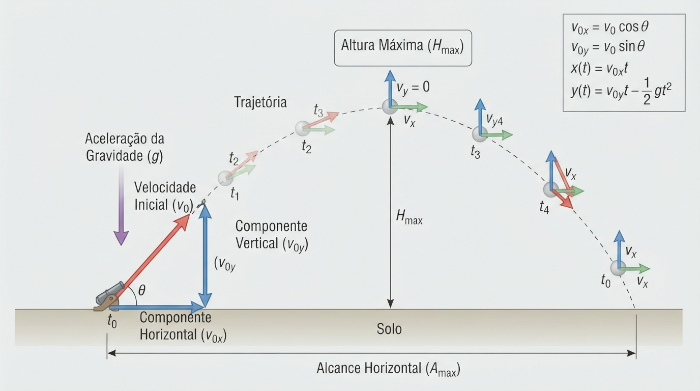 v₀ₓ = v₀ cos θ
v₀y = v₀ sin θ
x(t) = v₀ₓt
y(t) = v₀yt − 1/2 gt²
Altura Máxima (Hmax)
vy = 0
vx
Trajetória
t3
t2
vy4
t3
Aceleração da
Gravidade (g)
t2
t1
Velocidade
Inicial (v₀)
vx
t4
Componente
Vertical (v₀y)
Hmax
(v₀y
θ
vx
vx
t0
t0
Componente
Horizontal (v₀ₓ)
Solo
Alcance Horizontal (Amax)